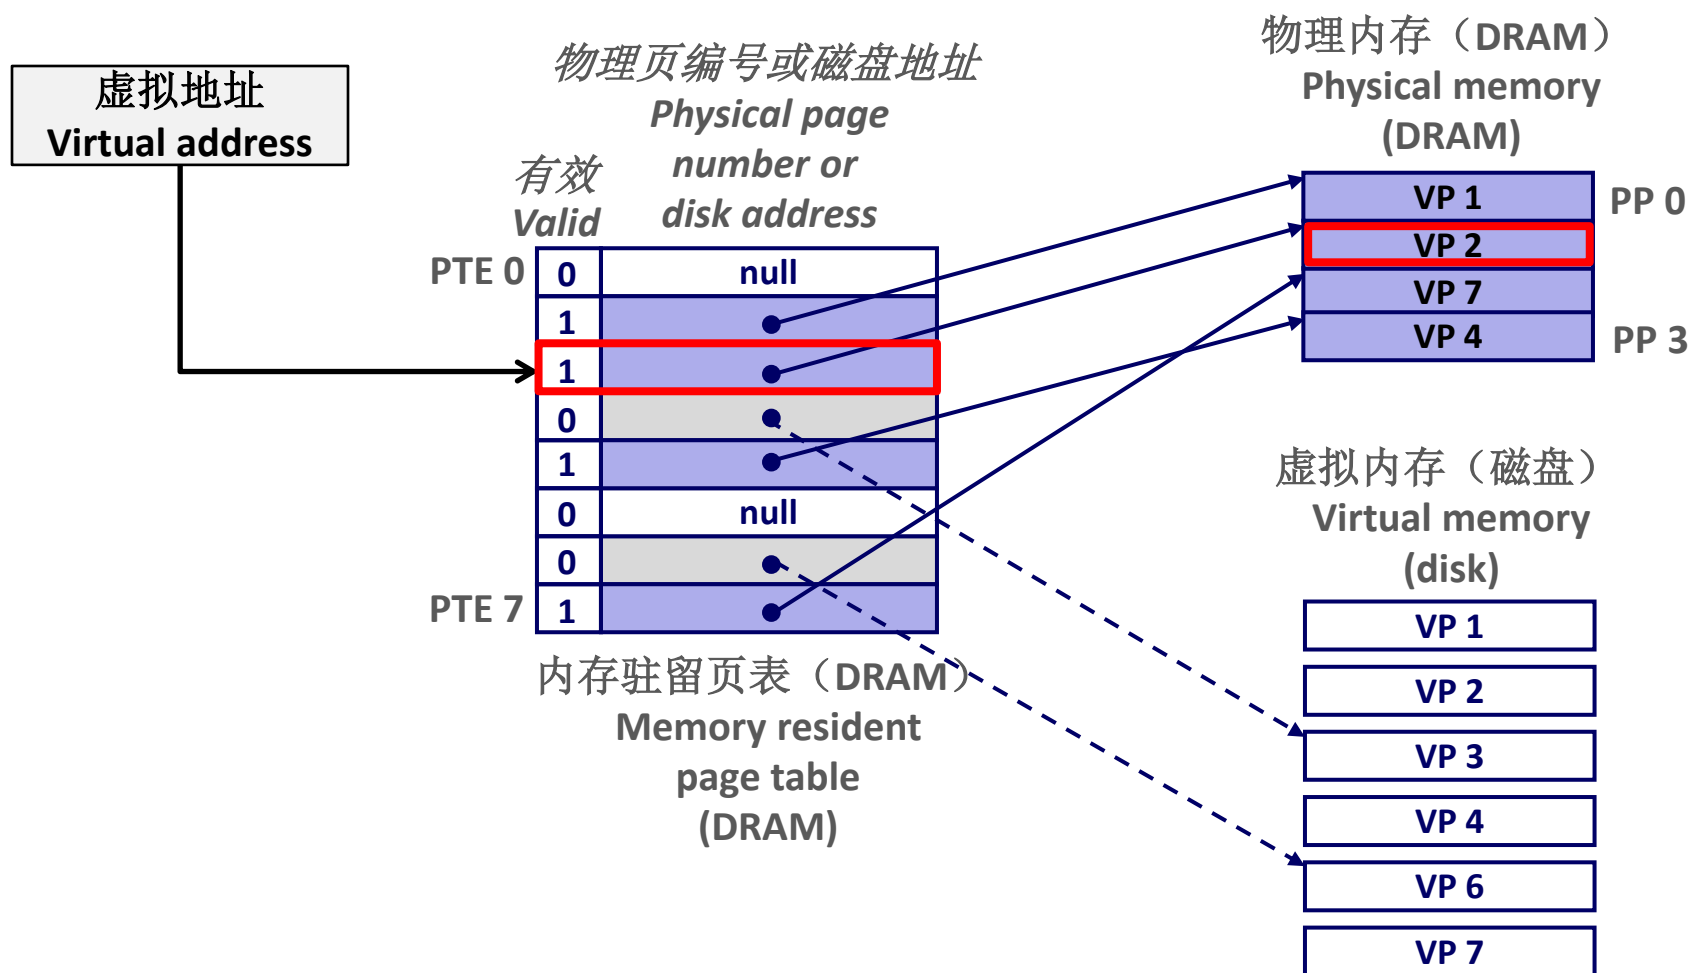 虚拟地址
Virtual address
物理页编号或磁盘地址
Physical page
number or
disk address
有效
Valid
PTE 0
0
null
1
1
0
1
0
null
0
PTE 7
1
内存驻留页表（DRAM）
Memory resident
page table
(DRAM)
物理内存（DRAM）
Physical memory
(DRAM)
VP 1
PP 0
VP 2
VP 7
VP 4
PP 3
虚拟内存（磁盘）
Virtual memory
(disk)
VP 1
VP 2
VP 3
VP 4
VP 6
VP 7